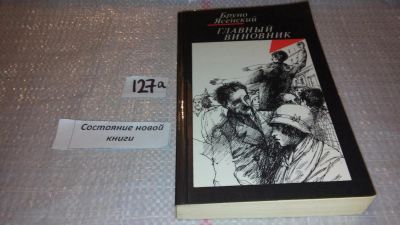 127а
Состояние новой
книги
Бруно
Ясенский
ГЛАВНЫЙ
ВИНОВНИК